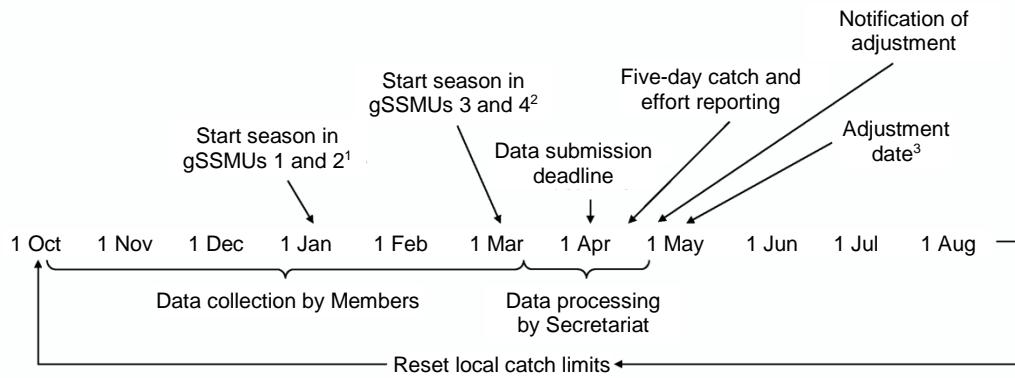 Notification of
adjustment
Five-day catch and
effort reporting
Start season in
gSSMUs 3 and 4²
Adjustment
date³
Start season in
gSSMUs 1 and 2¹
Data submission
deadline
1 Oct 1 Nov 1 Dec 1 Jan 1 Feb 1 Mar 1 Apr 1 May 1 Jun 1 Jul 1 Aug
Data collection by Members
Data processing
by Secretariat
Reset local catch limits